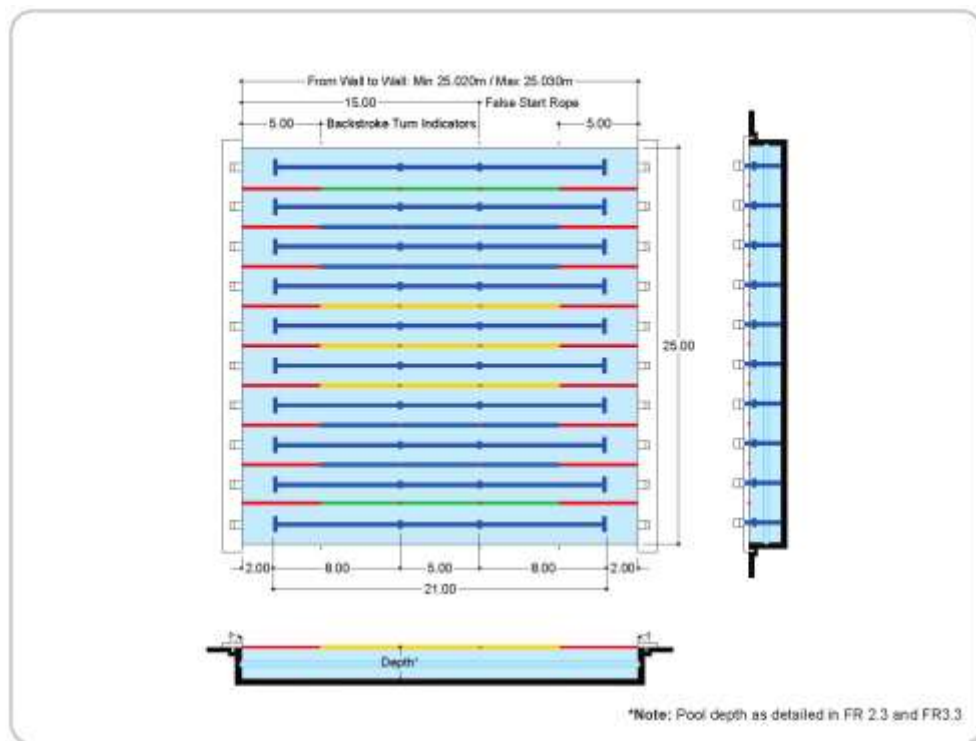 From Wall to Wall: Min 25.020m / Max 25.030m
15.00 False Start Rope
5.00 Backstroke Turn Indicators 5.00
25.00
2.00 8.00 5.00 8.00 2.00
21.00
Depth*
*Note: Pool depth as detailed in FR 2.3 and FR3.3